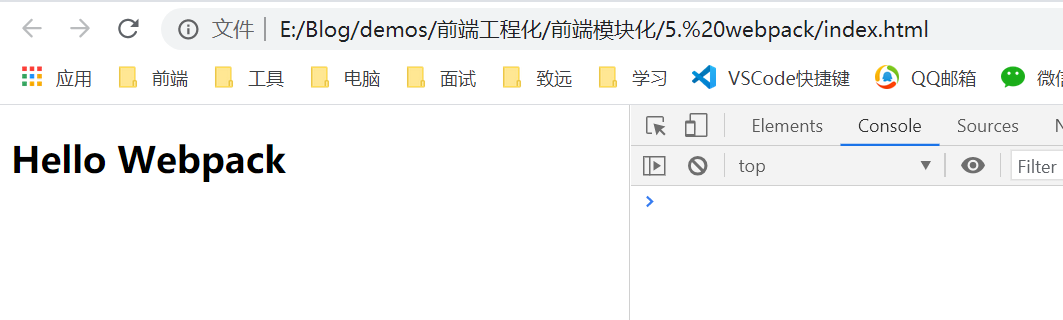 文件 E:/Blog/demos/前端工程化/前端模块化/5.%20webpack/index.html
应用 前端 工具 电脑 面试 致远 学习 VSCode快捷键 QQ邮箱 微信
Hello Webpack
Elements Console Sources N
top Filter